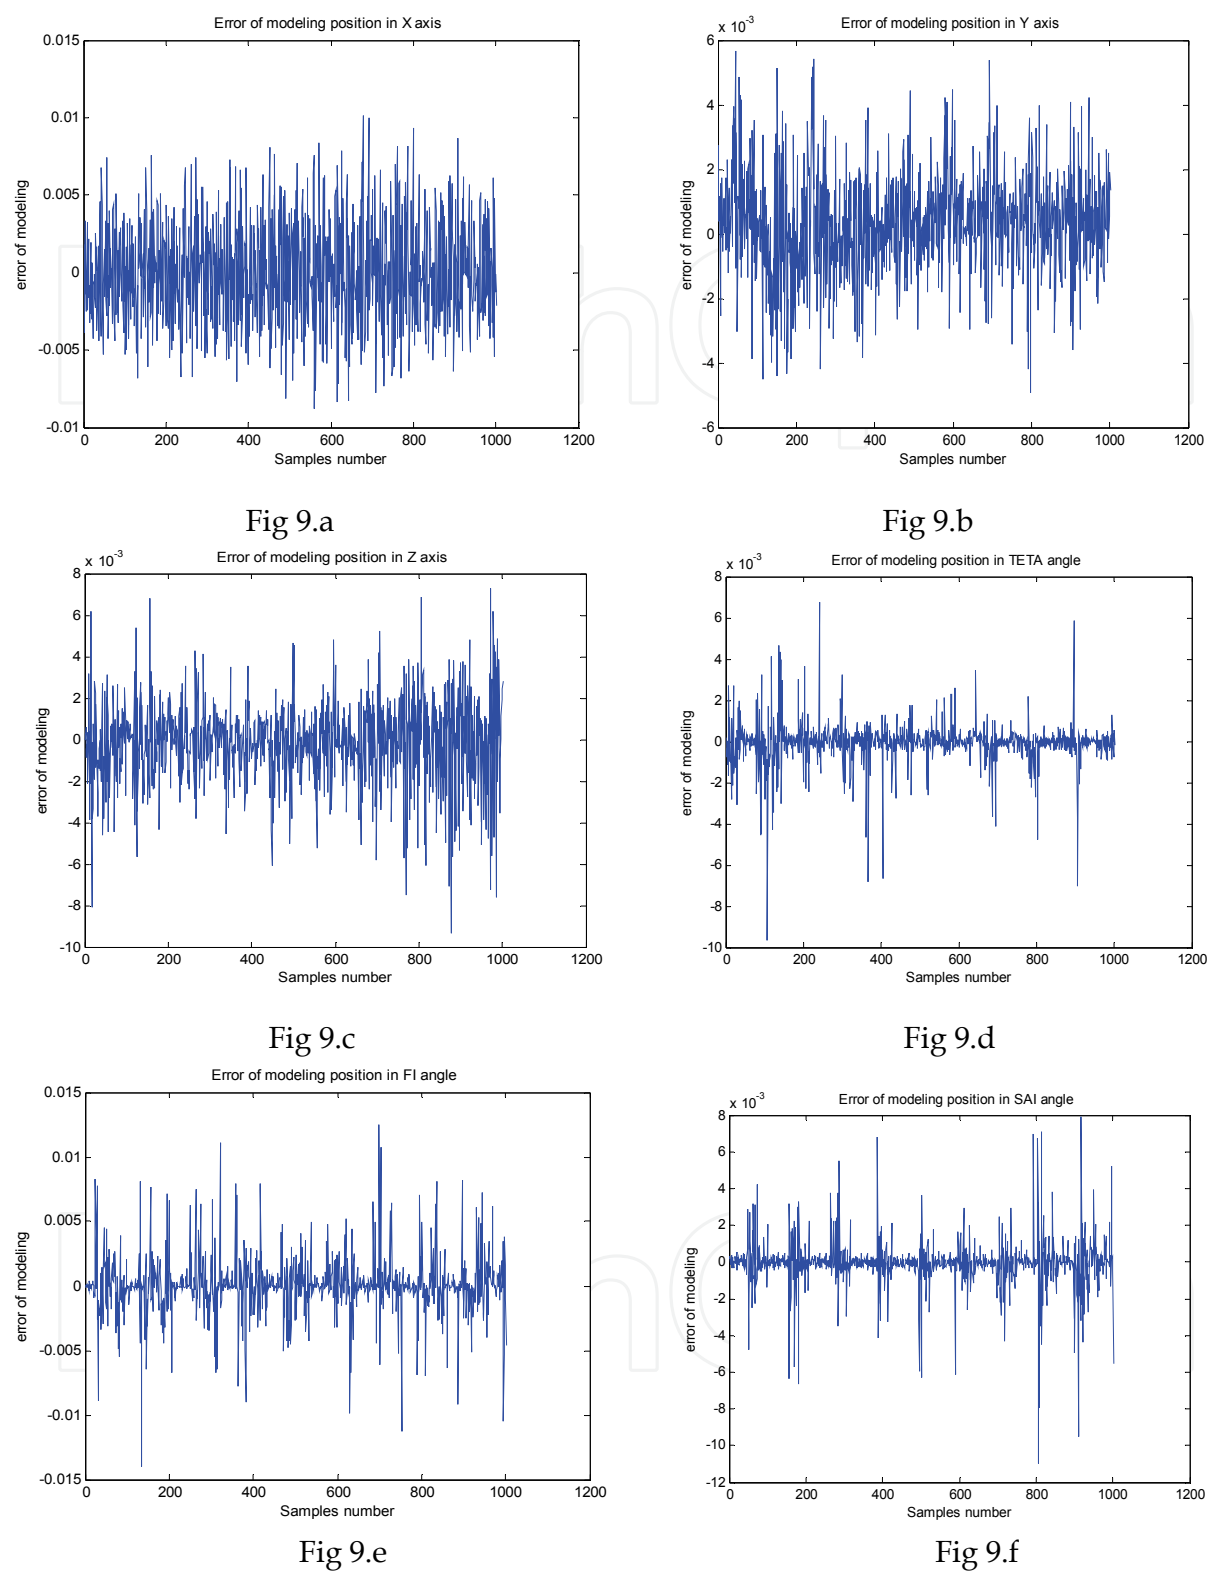 Error of modeling position in X axis
0.015
0.01
0.005
0
-0.005
-0.01
error of modeling
0 200 400 600 800 1000 1200
Samples number
Fig 9.a
Error of modeling position in Y axis
x 10-3
6
4
2
0
-2
-4
-6
error of modeling
0 200 400 600 800 1000 1200
Samples number
Fig 9.b
Error of modeling position in Z axis
x 10-3
8
6
4
2
0
-2
-4
-6
-8
-10
error of modeling
0 200 400 600 800 1000 1200
Samples number
Fig 9.c
Error of modeling position in TETA angle
x 10-3
8
6
4
2
0
-2
-4
-6
-8
-10
error of modeling
0 200 400 600 800 1000 1200
Samples number
Fig 9.d
Error of modeling position in FI angle
0.015
0.01
0.005
0
-0.005
-0.01
-0.015
error of modeling
0 200 400 600 800 1000 1200
Samples number
Fig 9.e
Error of modeling position in SAI angle
x 10-3
8
6
4
2
0
-2
-4
-6
-8
-10
-12
error of modeling
0 200 400 600 800 1000 1200
Samples number
Fig 9.f